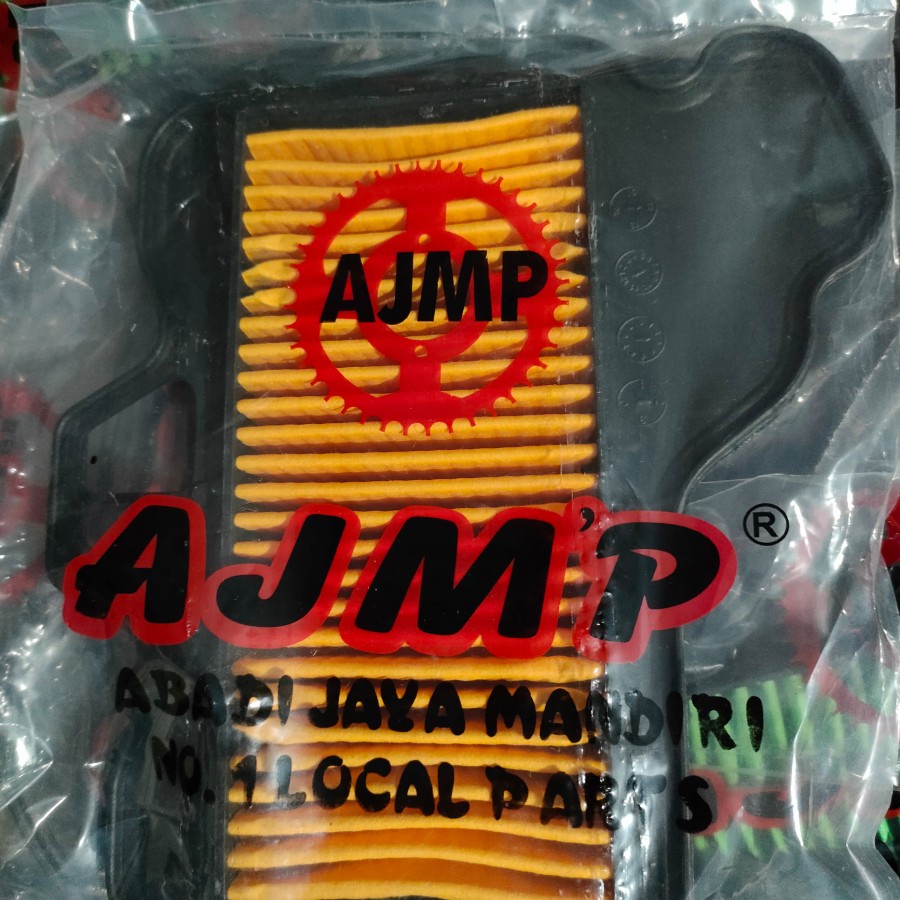 AJMP
AJM'P ®
ABADI JAYA MANDIRI
NO. 1 LOCAL PARTS